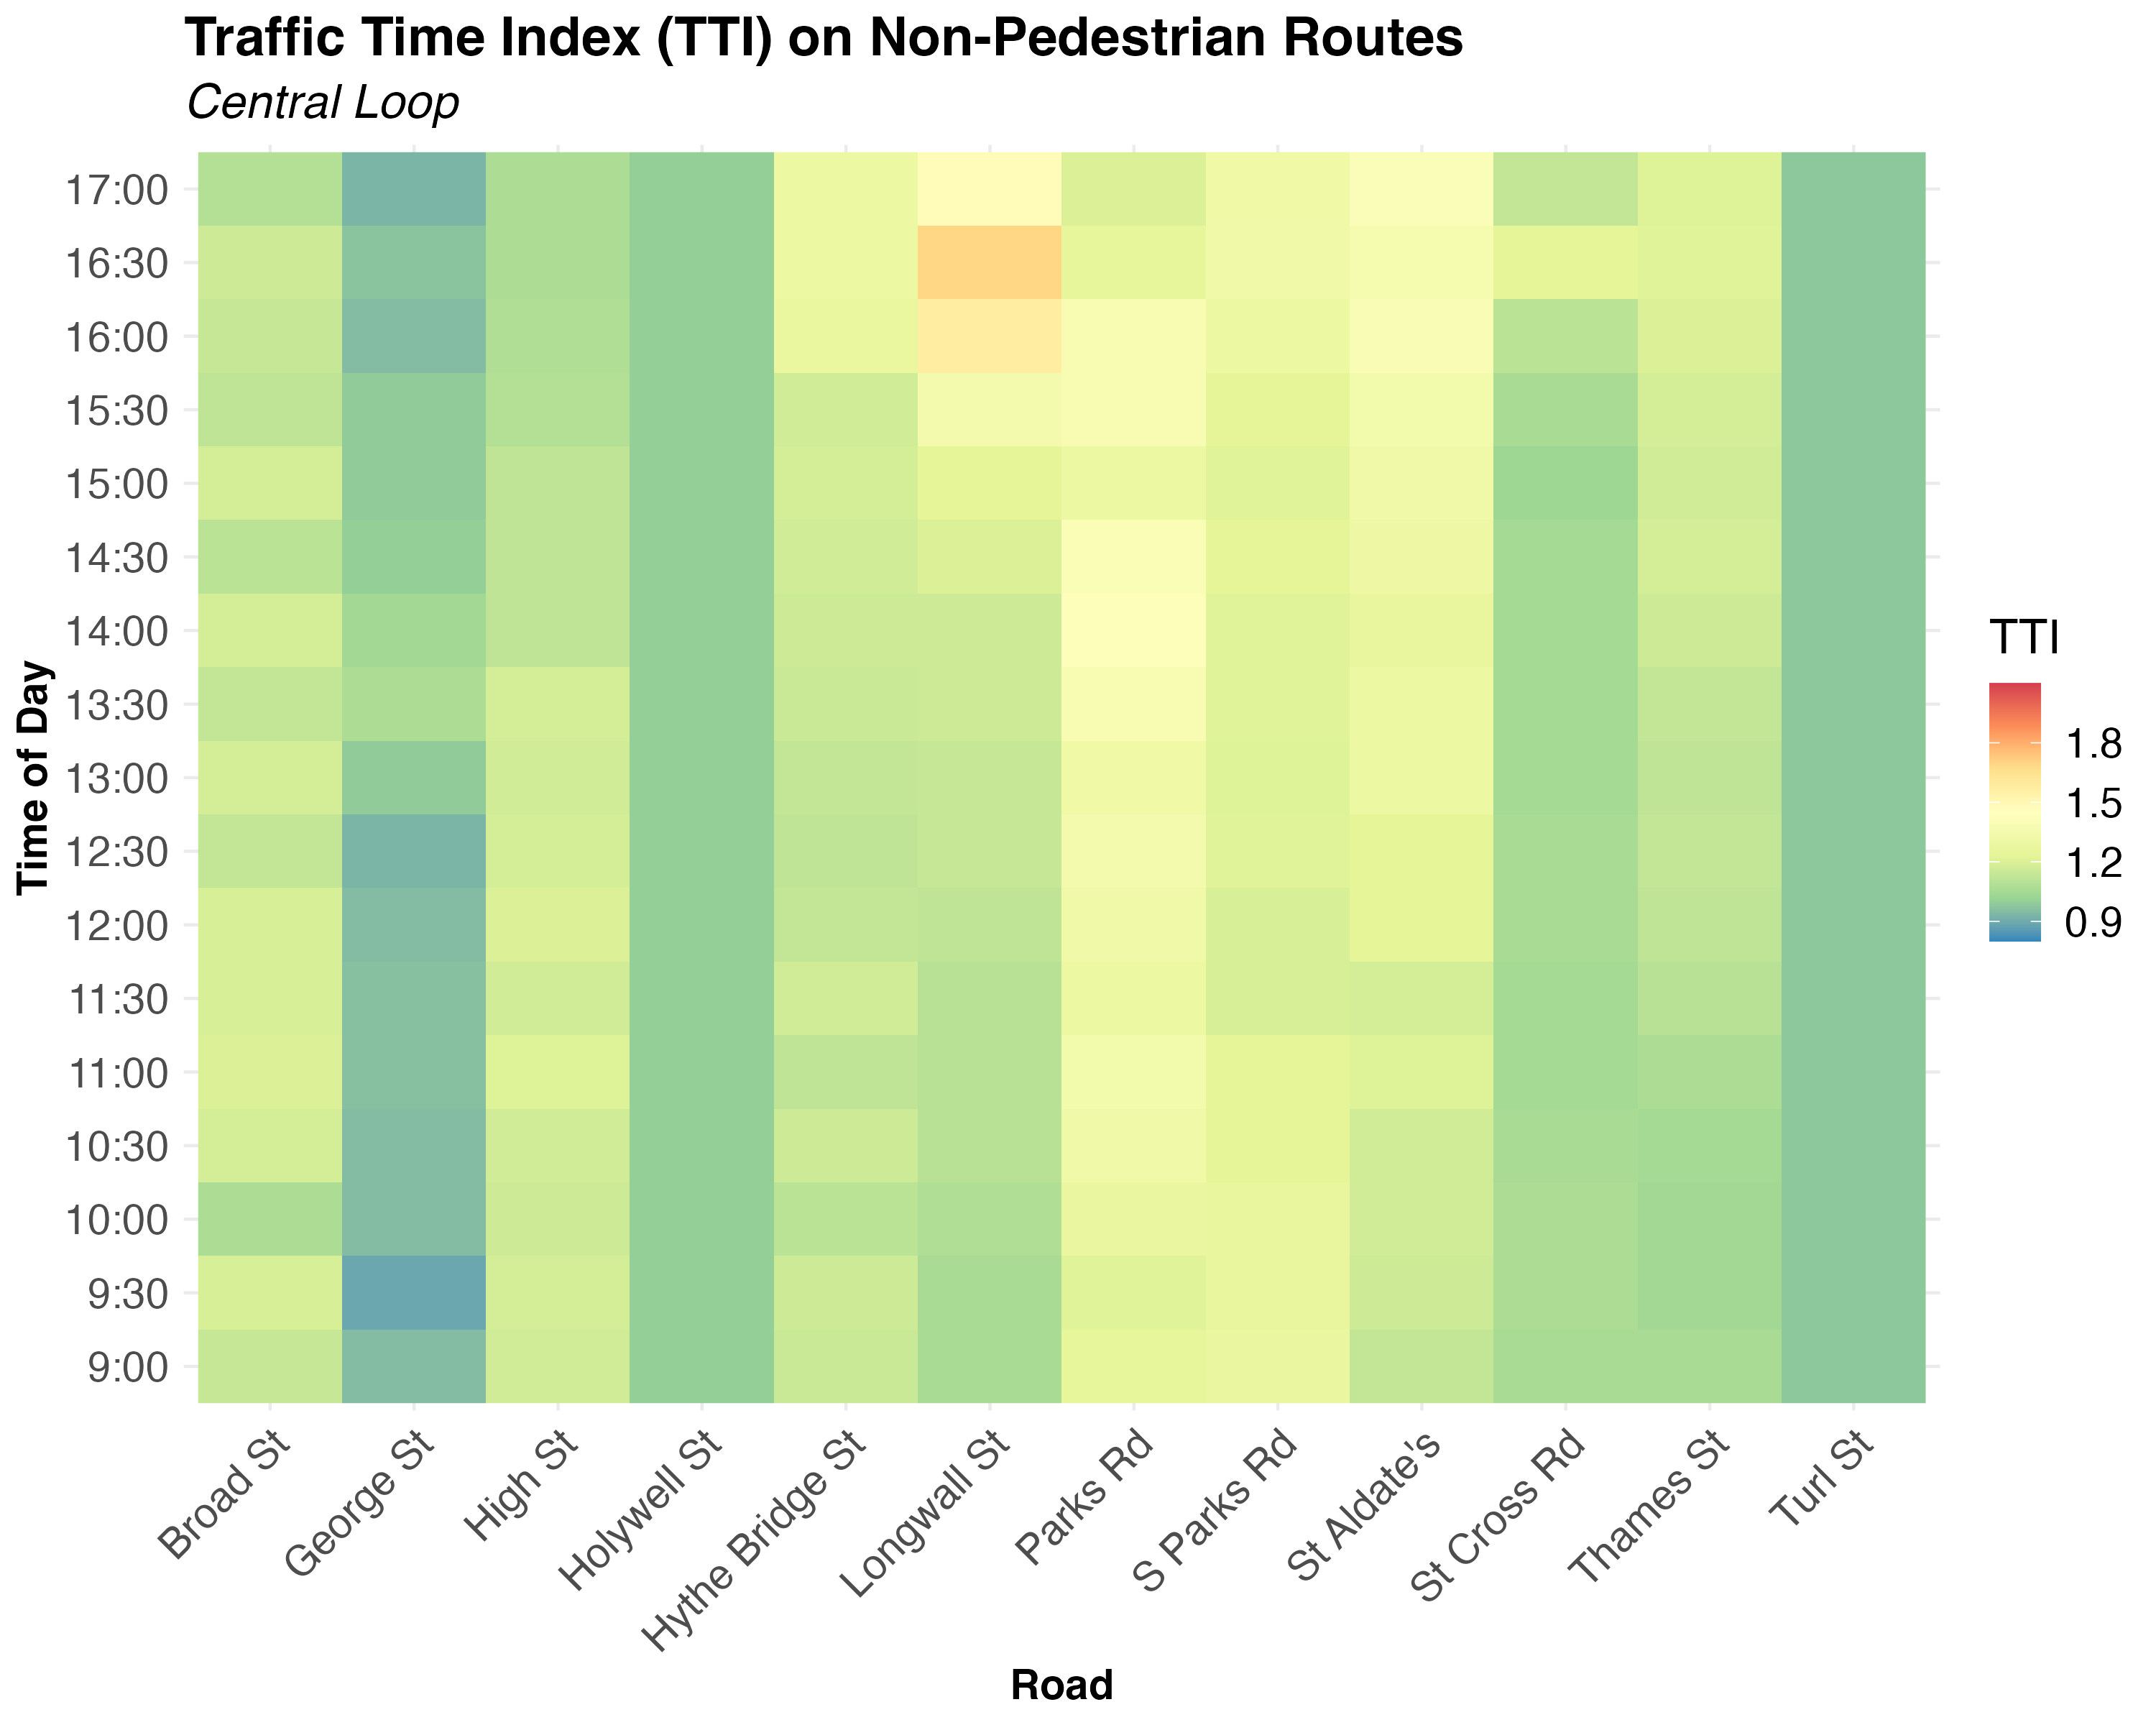 Traffic Time Index (TTI) on Non-Pedestrian Routes
Central Loop
Time of Day
17:00
16:30
16:00
15:30
15:00
14:30
14:00
13:30
13:00
12:30
12:00
11:30
11:00
10:30
10:00
9:30
9:00
Broad St
George St
High St
Holywell St
Hythe Bridge St
Longwall St
Parks Rd
S Parks Rd
St Aldate's
St Cross Rd
Thames St
Turl St
Road
TTI
1.8
1.5
1.2
0.9